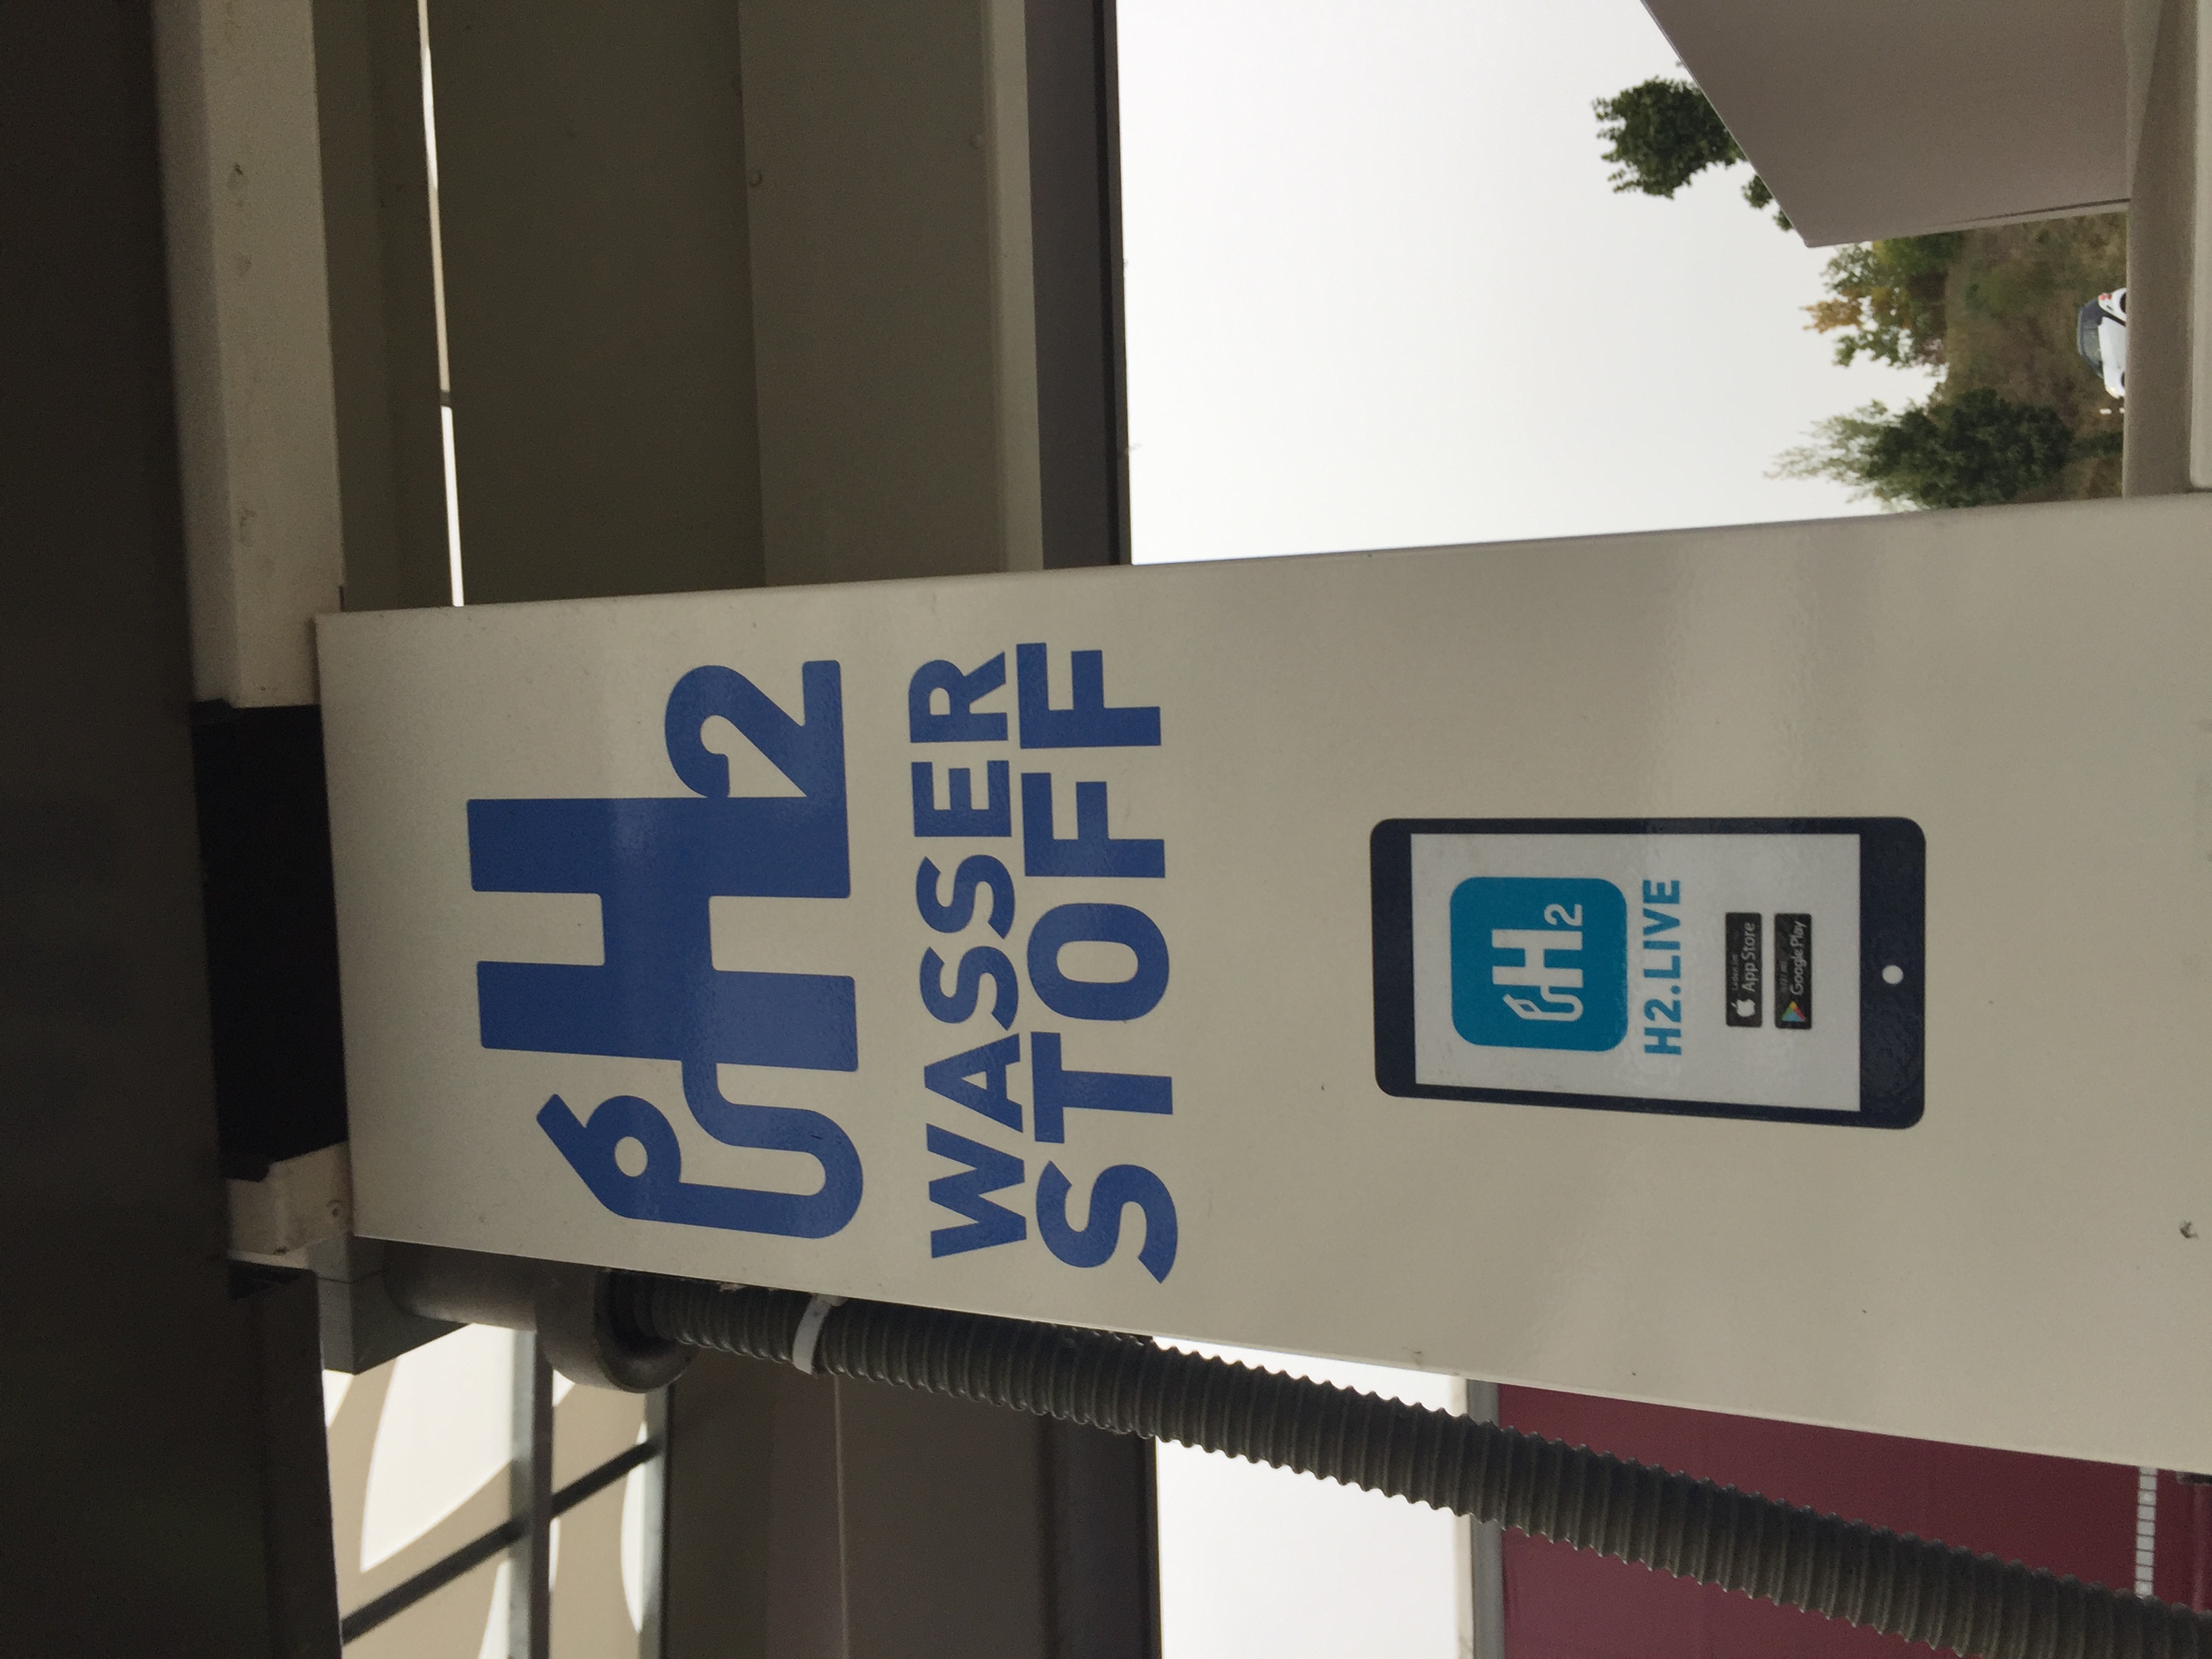 H2
WASSER
STOFF
H2
H2.LIVE
App Store
Google Play